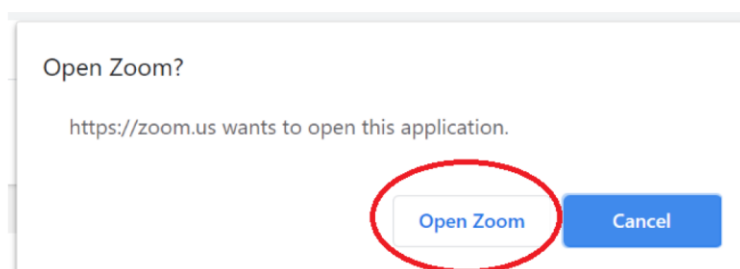 Open Zoom?
https://zoom.us wants to open this application.
Open Zoom
Cancel